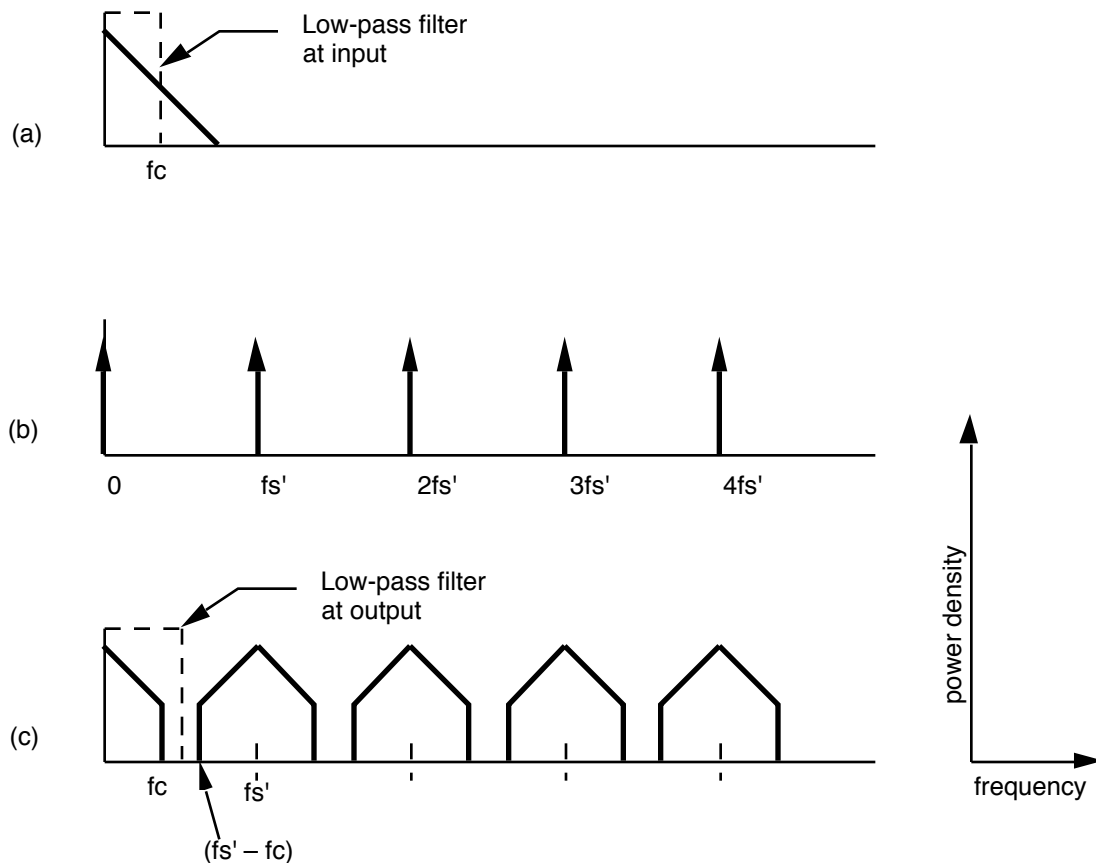 Low-pass filter
at input
(a)
fc
(b)
0 fs' 2fs' 3fs' 4fs'
Low-pass filter
at output
(c)
fc fs'
(fs' – fc)
power density
frequency